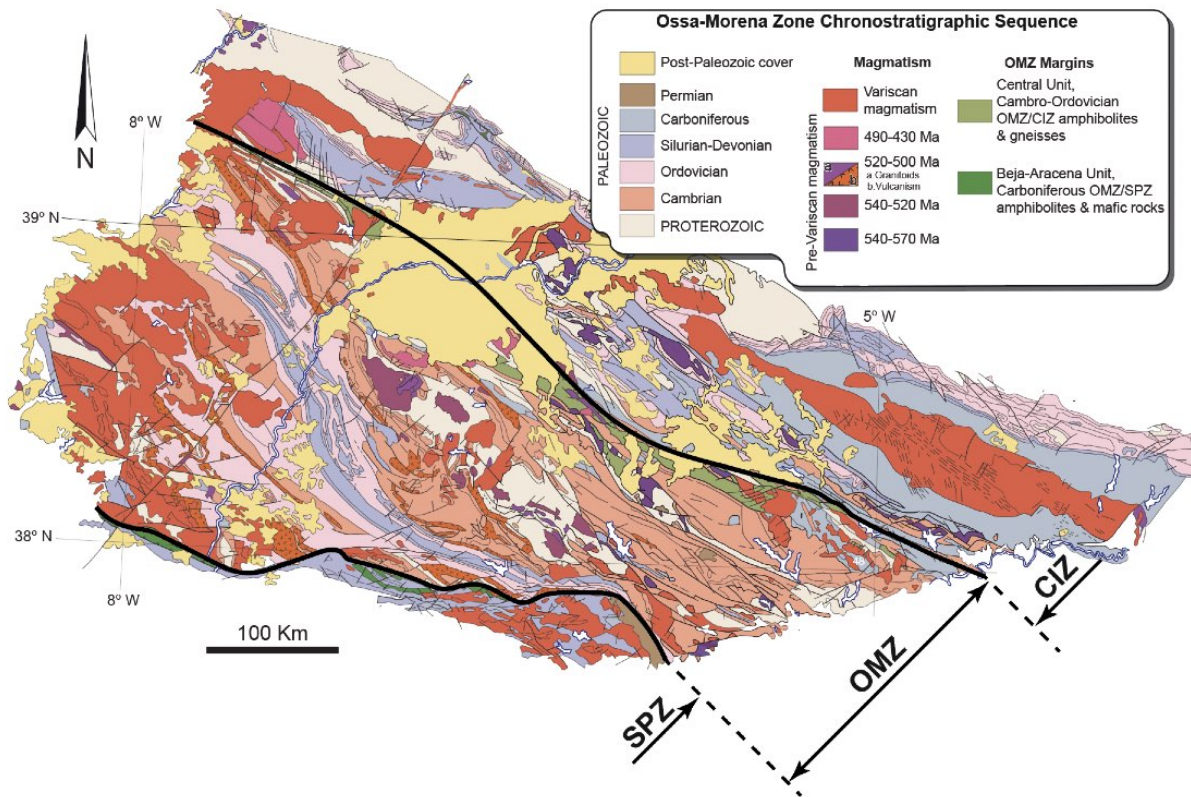 Ossa-Morena Zone Chronostratigraphic Sequence
Post-Paleozoic cover
PALEOZOIC
Permian
Carboniferous
Silurian-Devonian
Ordovician
Cambrian
PROTEROZOIC
Magmatism
Variscan
magmatism
Pre-Variscan magmatism
490-430 Ma
520-500 Ma
a Granitoids
b.Vulcanism
a
b
540-520 Ma
540-570 Ma
OMZ Margins
Central Unit,
Cambro-Ordovician
OMZ/CIZ amphibolites
& gneisses
Beja-Aracena Unit,
Carboniferous OMZ/SPZ
amphibolites & mafic rocks
N
8º W
39º N
5º W
38º N
8º W
100 Km
SPZ
OMZ
CIZ